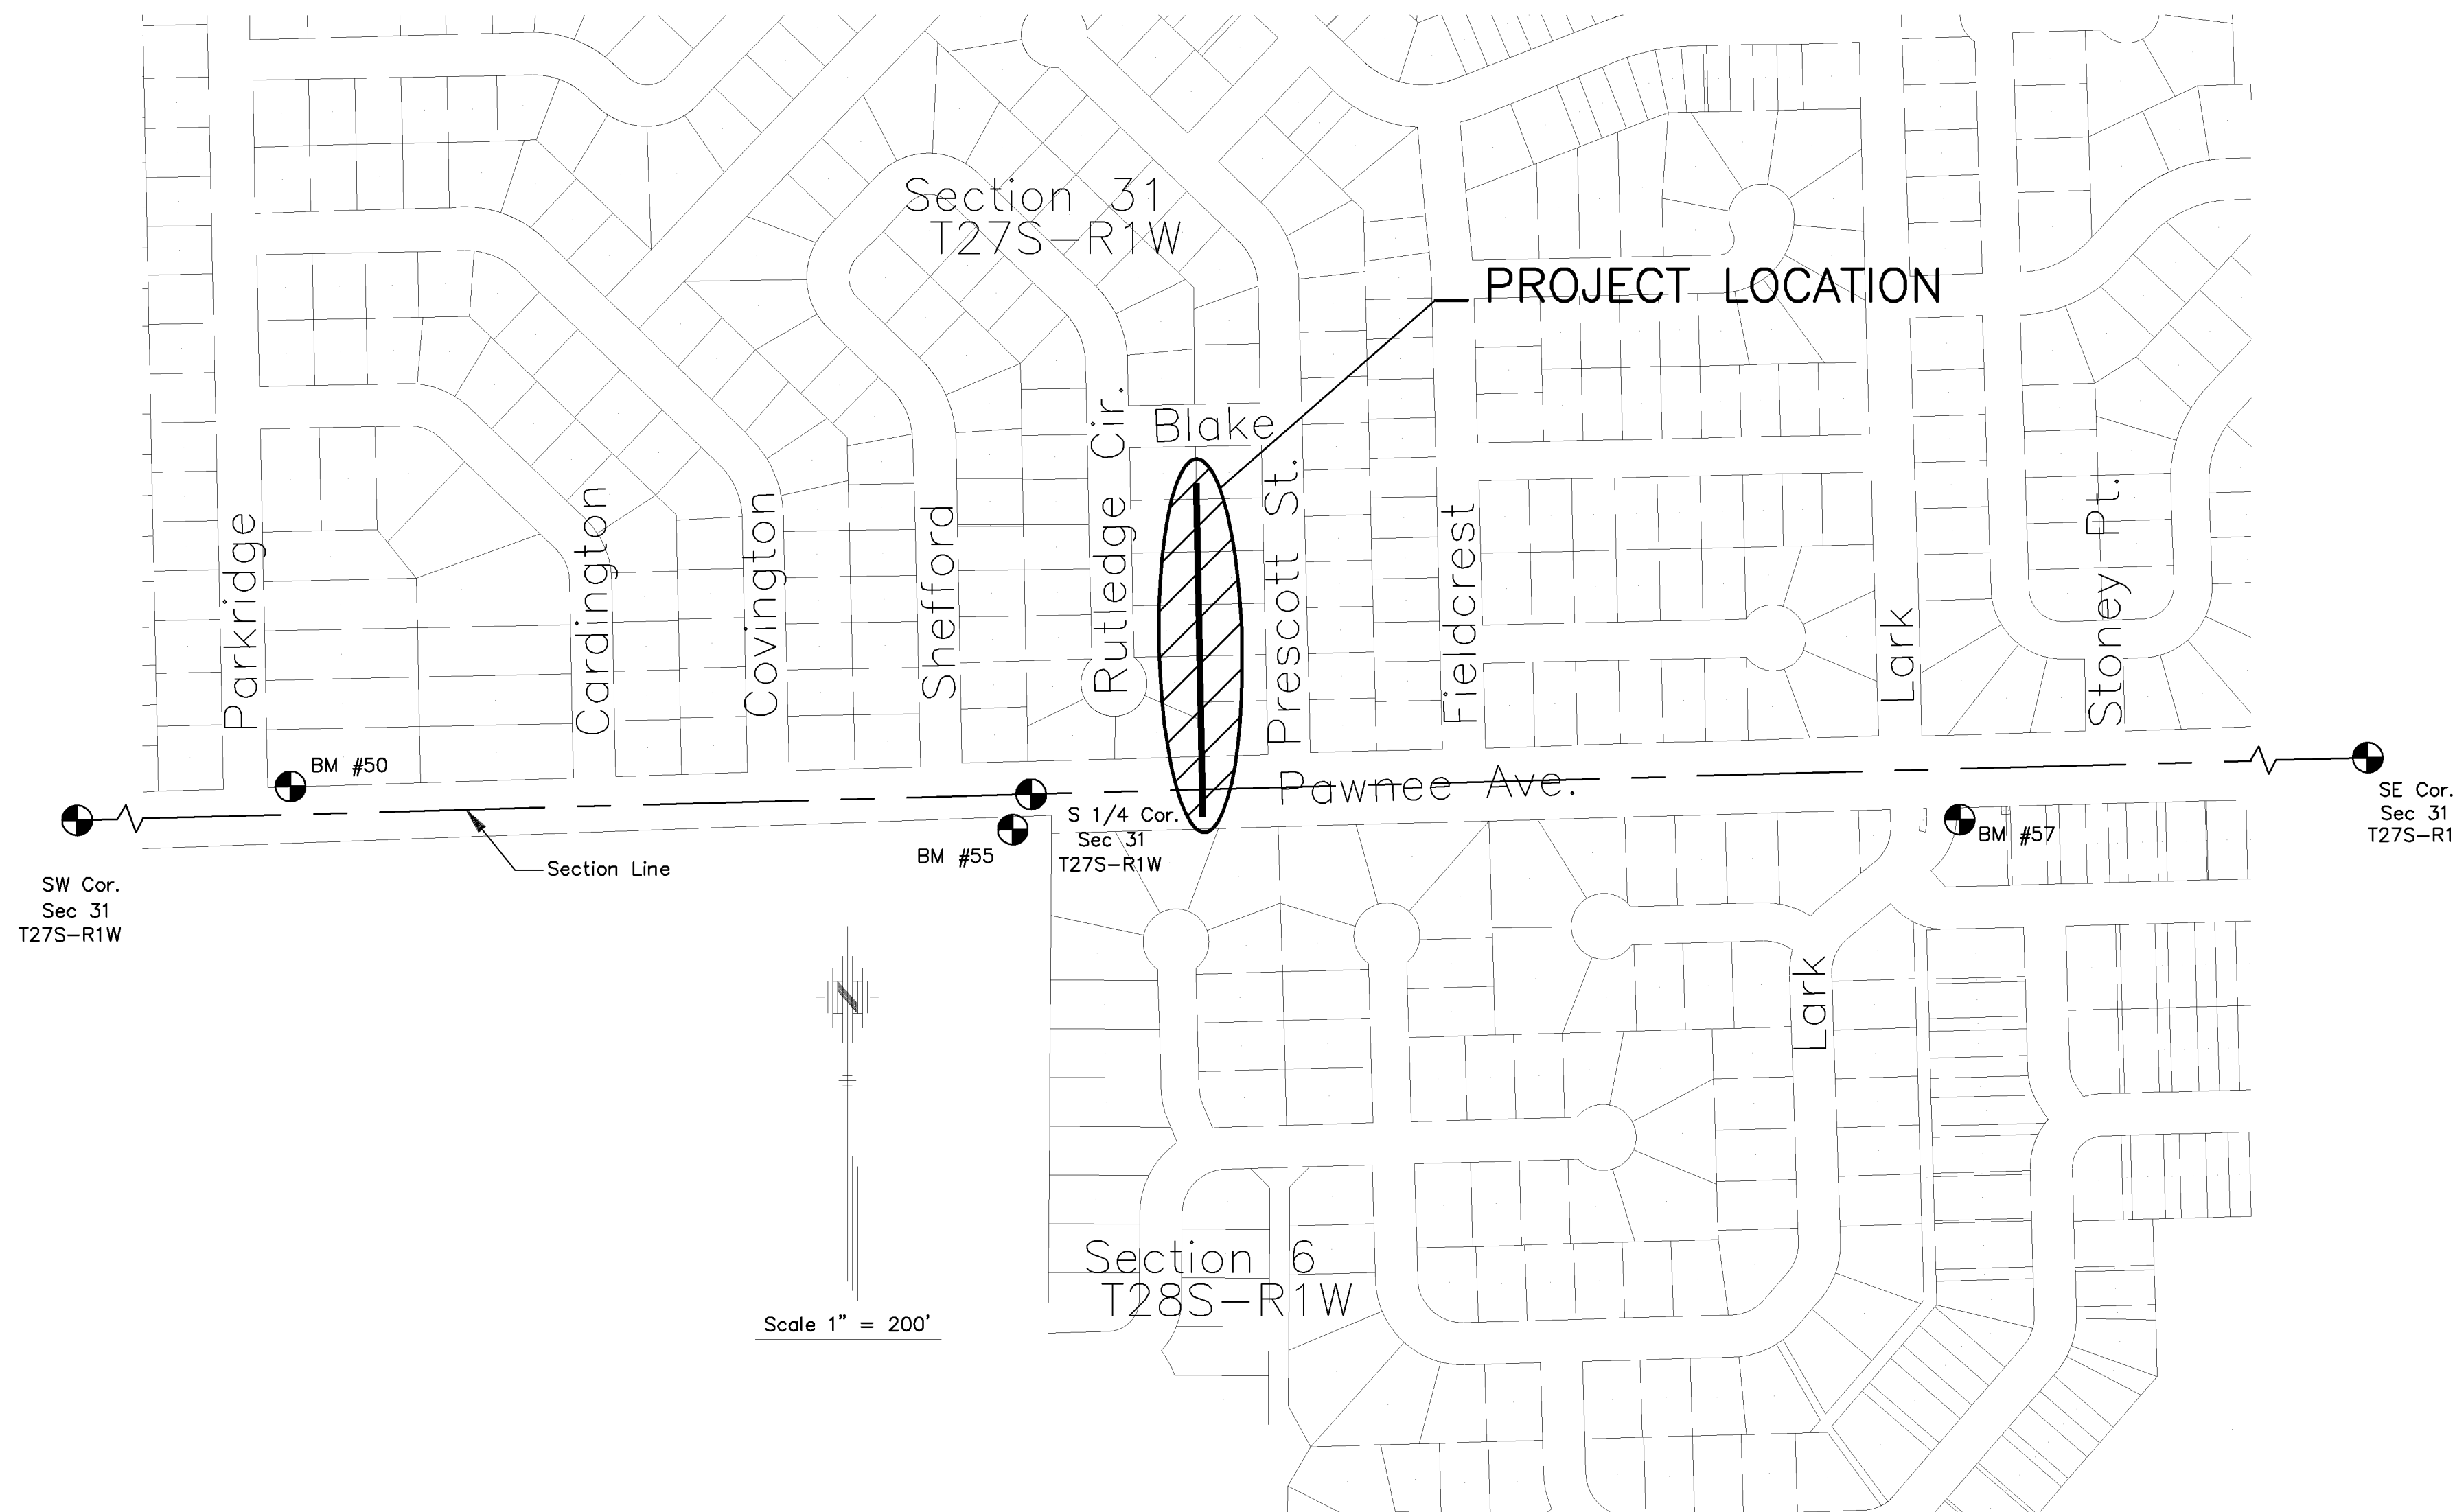 Section 31
T27S-R1W
PROJECT LOCATION
Blake
Parkridge
Cardington
Covington
Shefford
Rutledge Cir.
Prescott St.
Fieldcrest
Lark
Stoney Pt.
BM #50
Pawnee Ave.
S 1/4 Cor.
Sec 31
T27S-R1W
BM #55
BM #57
SE Cor.
Sec 31
T27S-R1
Section Line
SW Cor.
Sec 31
T27S-R1W
N
Lark
Section 6
T28S-R1W
Scale 1" = 200'